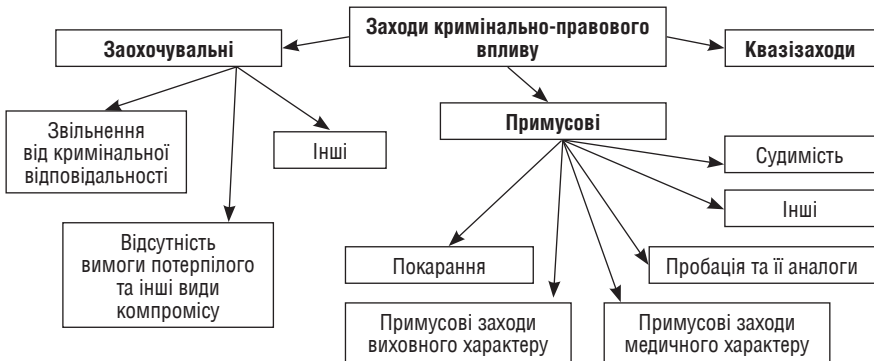 Заходи кримінально-правового
впливу
Заохочувальні
Квазізаходи
Примусові
Звільнення
від кримінальної
відповідальності
Інші
Судимість
Інші
Відсутність
вимоги потерпілого
та інші види
компромісу
Покарання
Пробація та її аналоги
Примусові заходи
виховного характеру
Примусові заходи
медичного характеру